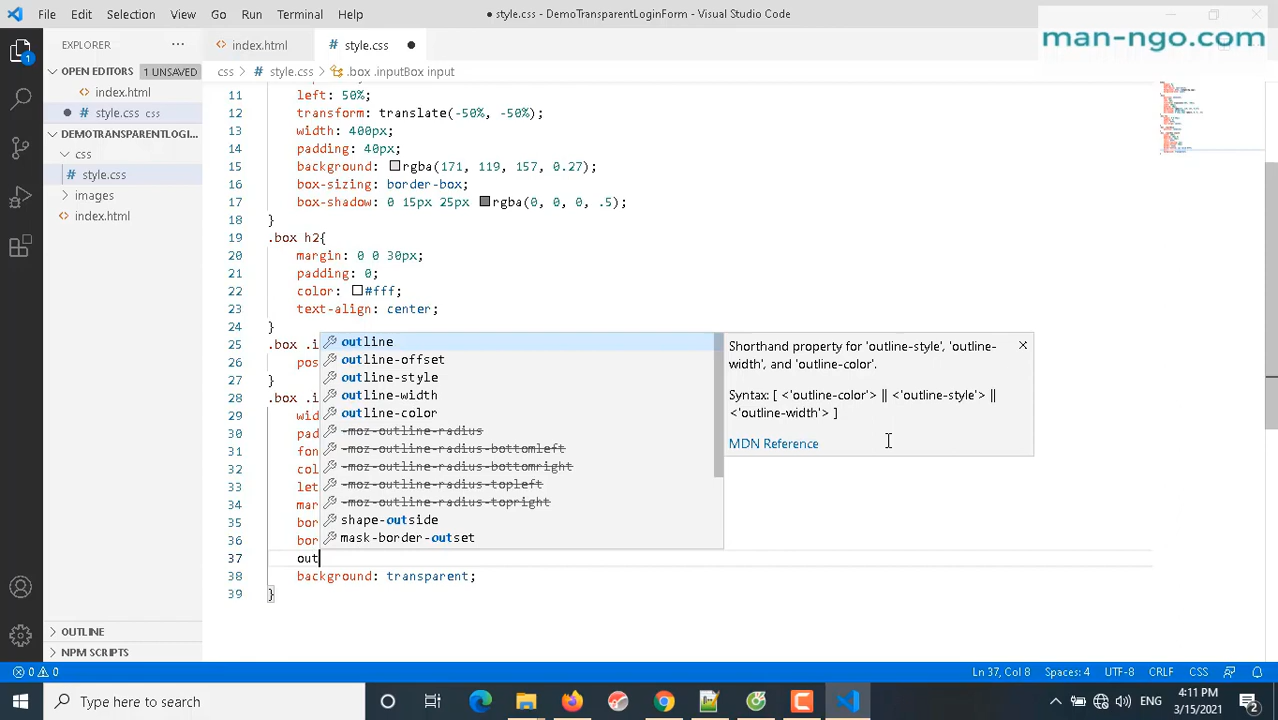 File Edit Selection View Go Run Terminal Help
● style.css - DemoTransparentLoginForm - Visual Studio Code
man-ngo.com
EXPLORER ···
OPEN EDITORS 1 UNSAVED
index.html
style.css css
DEMOTRANSPARENTLOGI...
css
style.css
images
index.html
OUTLINE
NPM SCRIPTS
1
index.html
# style.css ●
css > # style.css > .box .inputBox input
11 left: 50%;
12 transform: translate(-50%, -50%);
13 width: 400px;
14 padding: 40px;
15 background: rgba(171, 119, 157, 0.27);
16 box-sizing: border-box;
17 box-shadow: 0 15px 25px rgba(0, 0, 0, .5);
18 }
19 .box h2{
20 margin: 0 0 30px;
21 padding: 0;
22 color: #fff;
23 text-align: center;
24 }
25 .box .i
26 pos
27 }
28 .box .i
29 wid
30 pad
31 fon
32 col
33 let
34 mar
35 bor
36 bor
37 out
38 background: transparent;
39 }
outline
outline-offset
outline-style
outline-width
outline-color
-moz-outline-radius
-moz-outline-radius-bottomleft
-moz-outline-radius-bottomright
-moz-outline-radius-topleft
-moz-outline-radius-topright
shape-outside
mask-border-outset
Shorthand property for 'outline-style', 'outline-
width', and 'outline-color'.
Syntax: [ <'outline-color'> || <'outline-style'> ||
<'outline-width'> ]
MDN Reference
0 0 Ln 37, Col 8 Spaces: 4 UTF-8 CRLF CSS
Type here to search
ENG
4:11 PM
3/15/2021
2